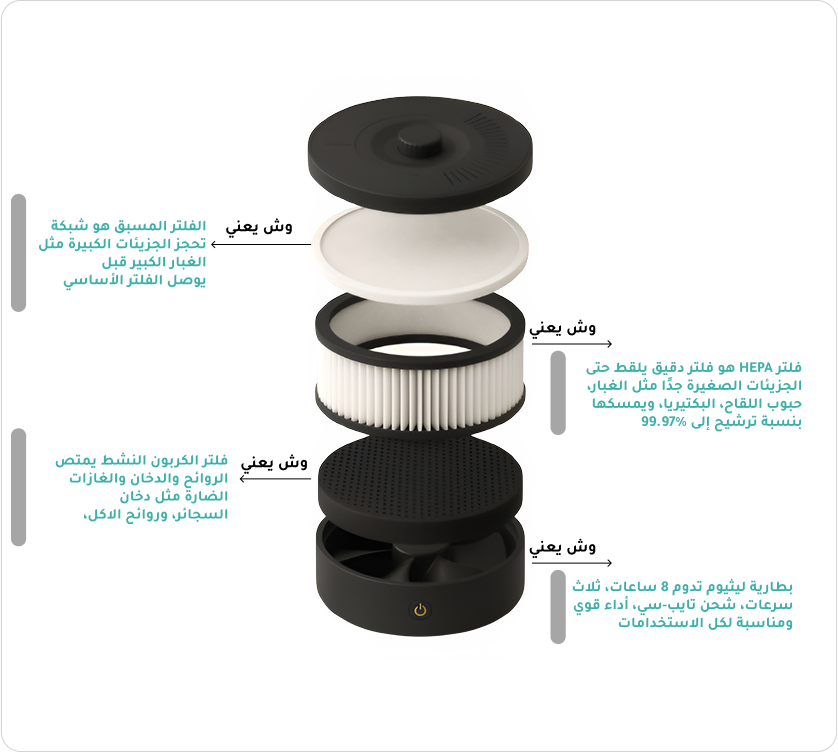 وش يعني
الفلتر المسبق هو شبكة
تحجز الجزيئات الكبيرة مثل
الغبار الكبير قبل
يوصل الفلتر الأساسي
وش يعني
فلتر HEPA هو فلتر دقيق يلقط حتى
الجزيئات الصغيرة جدًا مثل الغبار،
حبوب اللقاح، البكتيريا، ويمسكها
بنسبة ترشيح إلى 99.97%
وش يعني
فلتر الكربون النشط يمتص
الروائح والدخان والغازات
الضارة مثل دخان
السجائر، وروائح الاكل،
وش يعني
بطارية ليثيوم تدوم 8 ساعات، ثلاث
سرعات، شحن تايب-سي، أداء قوي
ومناسبة لكل الاستخدامات